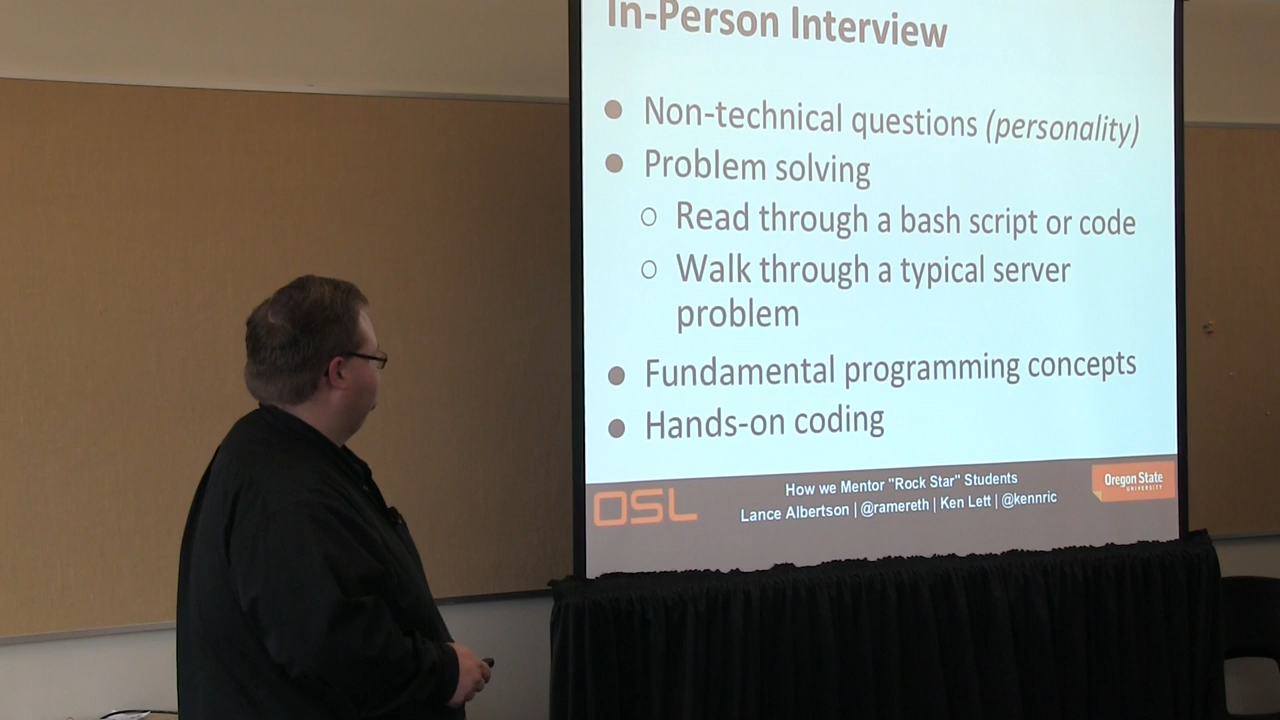 In-Person Interview
● Non-technical questions (personality)
● Problem solving
○ Read through a bash script or code
○ Walk through a typical server
problem
● Fundamental programming concepts
● Hands-on coding
OSL
How we Mentor "Rock Star" Students
Lance Albertson | @ramereth | Ken Lett | @kennric
Oregon State
UNIVERSITY